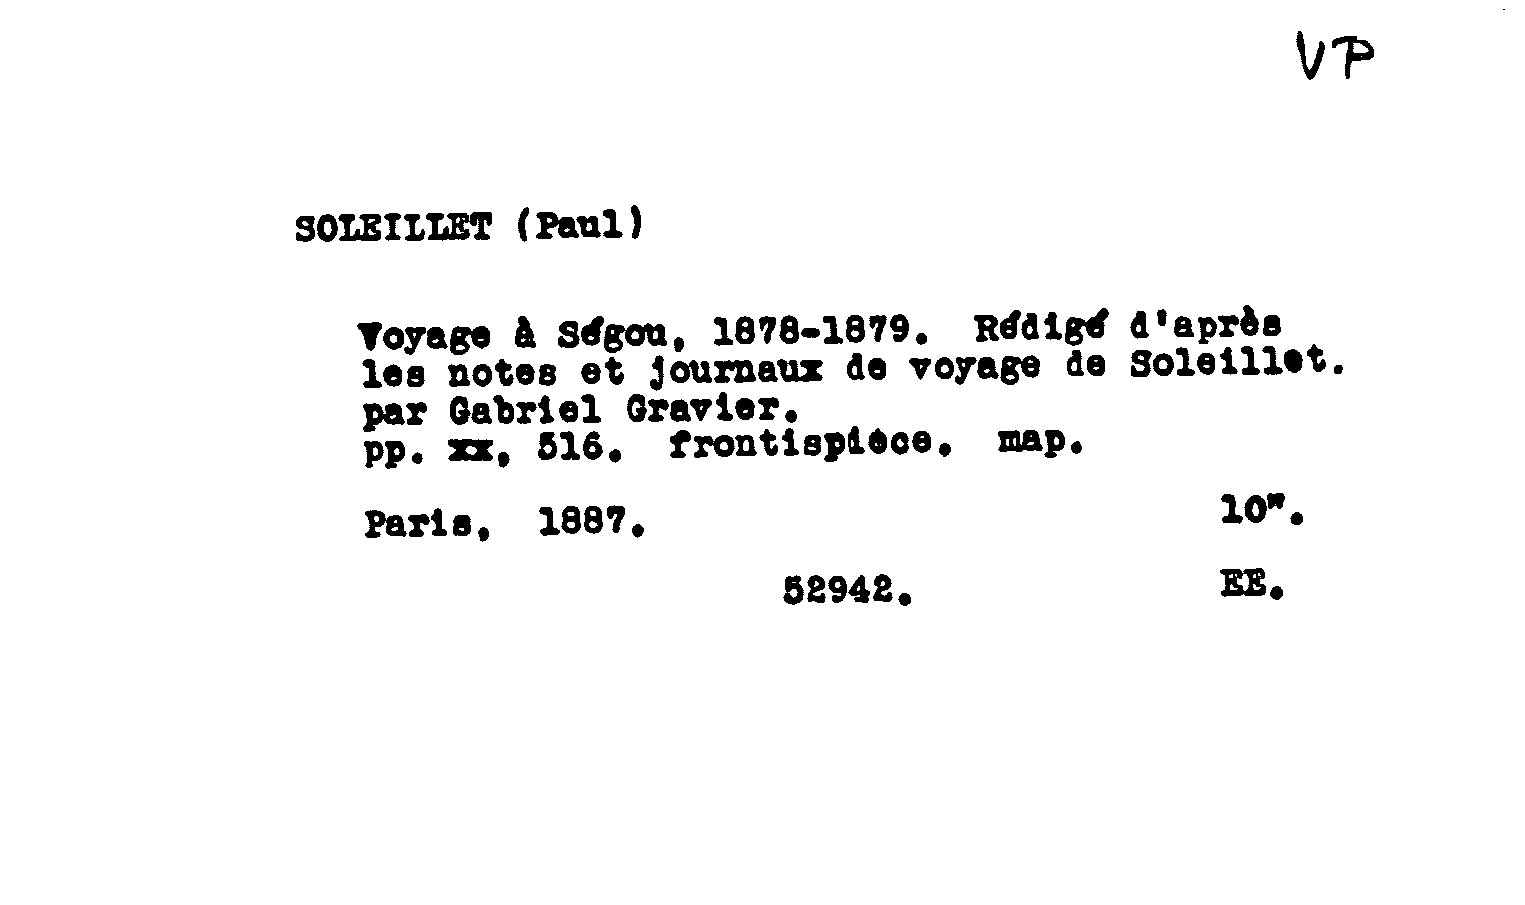 VP
SOLEILLET (Paul)
Voyage à Ségou, 1878-1879. Rédigé d'après
les notes et journaux de voyage de Soleillet.
par Gabriel Gravier.
pp. xx, 516. frontispiece. map.
Paris, 1887. 10".
52942. EE.